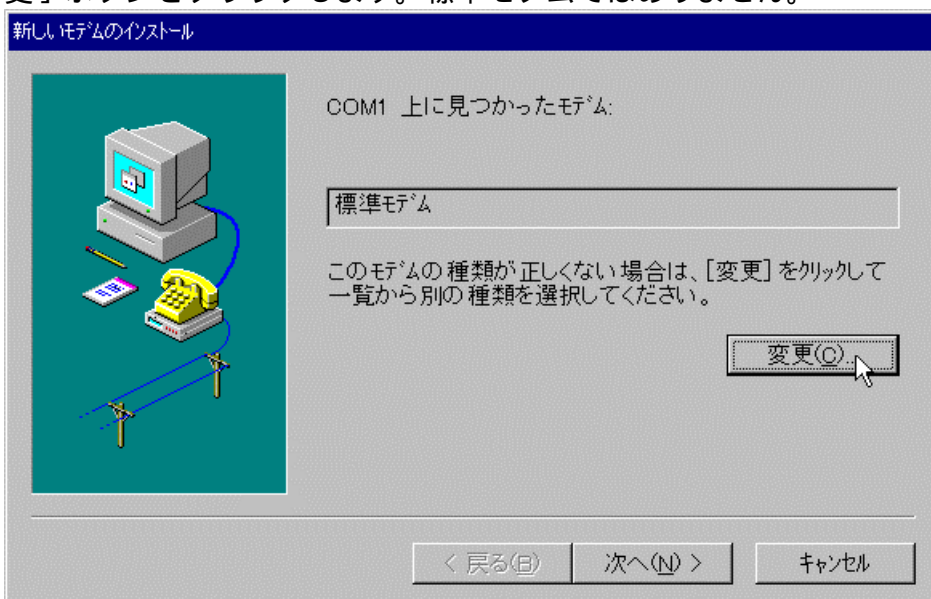 新しいﾓﾃﾞﾑのｲﾝｽﾄｰﾙ
COM1 上に見つかったﾓﾃﾞﾑ:
標準ﾓﾃﾞﾑ
このﾓﾃﾞﾑの種類が正しくない場合は、[変更] をｸﾘｯｸして
一覧から別の種類を選択してください。
変更(C)...
< 戻る(B)
次へ(N) >
ｷｬﾝｾﾙ